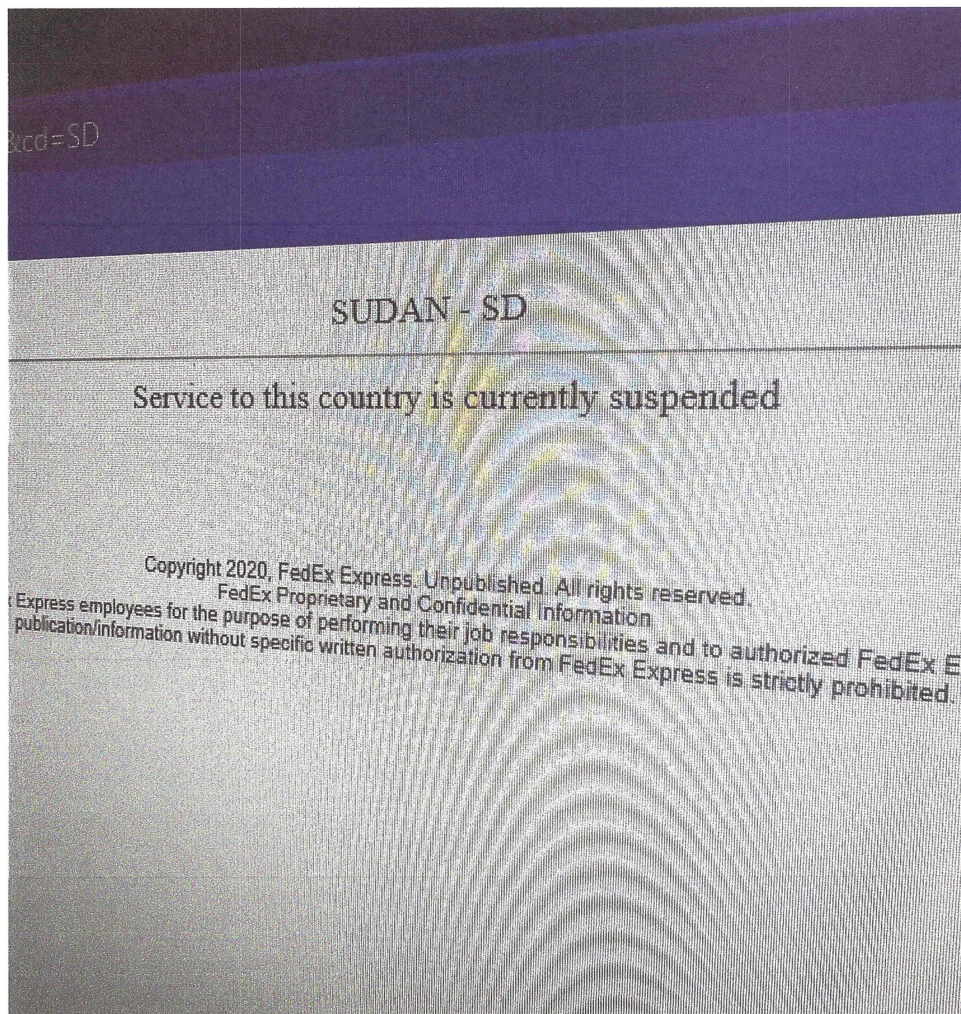 &cd=SD
SUDAN - SD
Service to this country is currently suspended
Copyright 2020, FedEx Express. Unpublished. All rights reserved.
FedEx Proprietary and Confidential Information
Express employees for the purpose of performing their job responsibilities and to authorized FedEx E
publication/information without specific written authorization from FedEx Express is strictly prohibited.